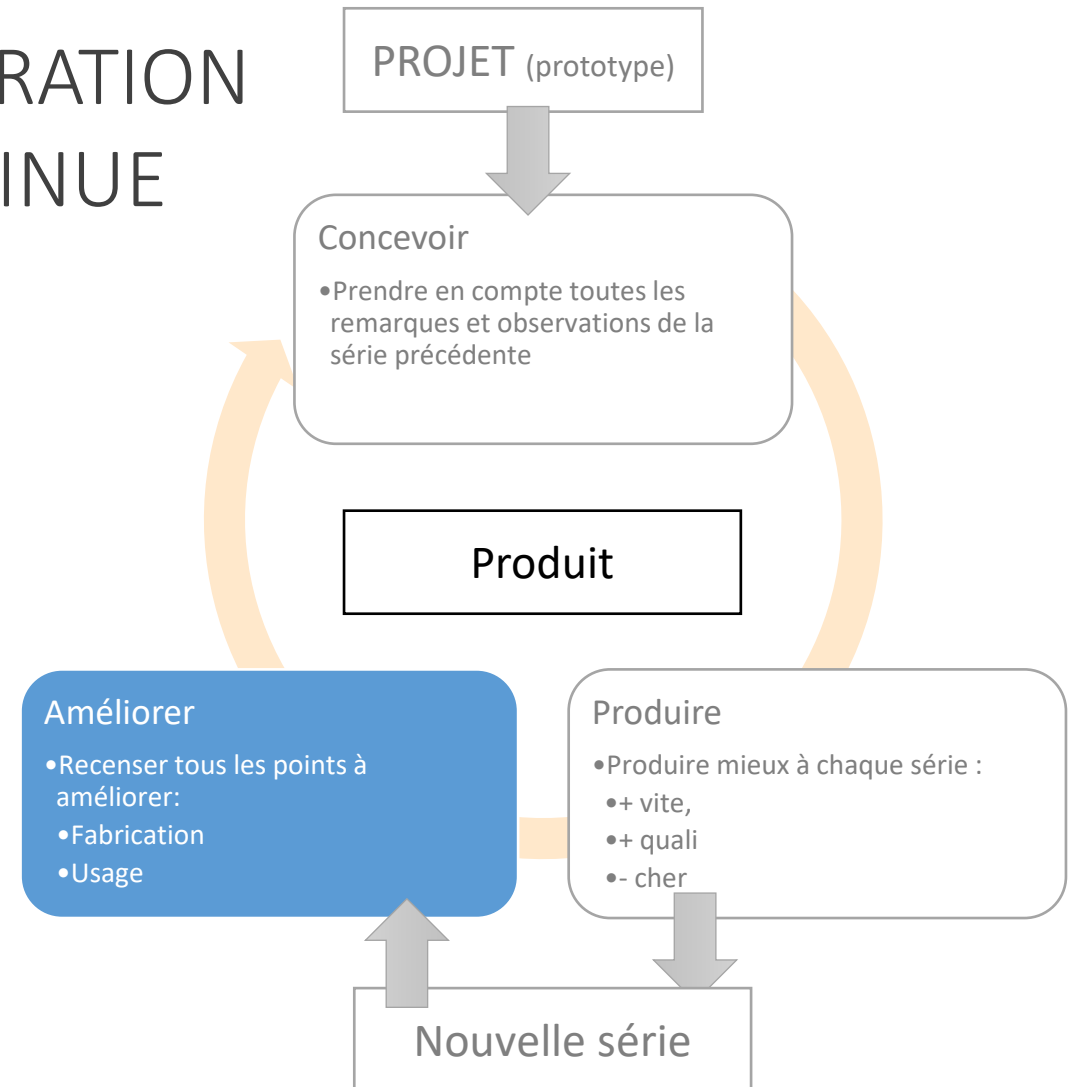 RATION
INUE
PROJET (prototype)
Concevoir
•Prendre en compte toutes les
remarques et observations de la
série précédente
Produit
Améliorer
•Recenser tous les points à
améliorer:
•Fabrication
•Usage
Produire
•Produire mieux à chaque série :
•+ vite,
•+ quali
•- cher
Nouvelle série